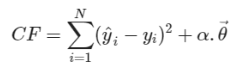 CF = \sum_{i=1}^{N} (\hat{y}_i - y_i)^2 + \alpha . \vec{\theta}